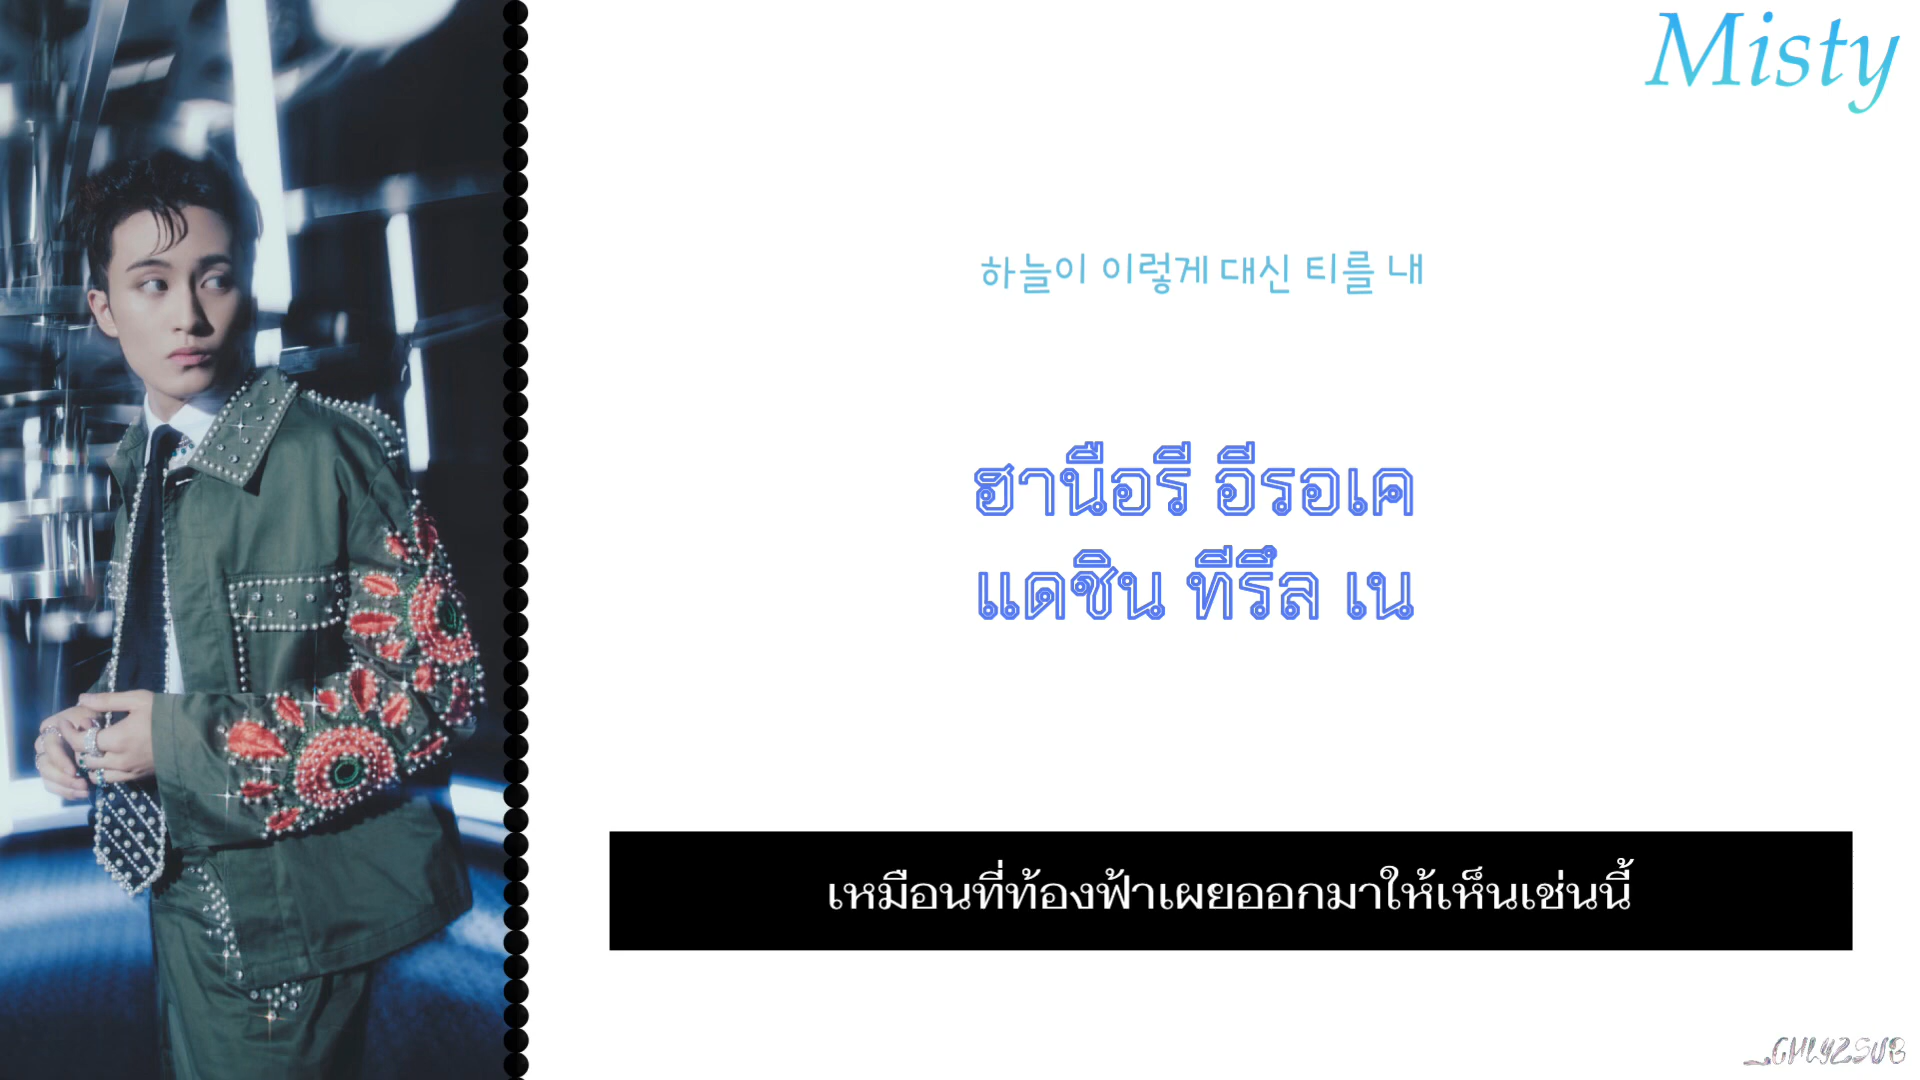 Misty
하늘이 이렇게 대신 티를 내
ฮานือรี อีรอเค
แดชิน ทีรึล เน
เหมือนที่ท้องฟ้าเผยออกมาให้เห็นเช่นนี้
_CHLYZSUB